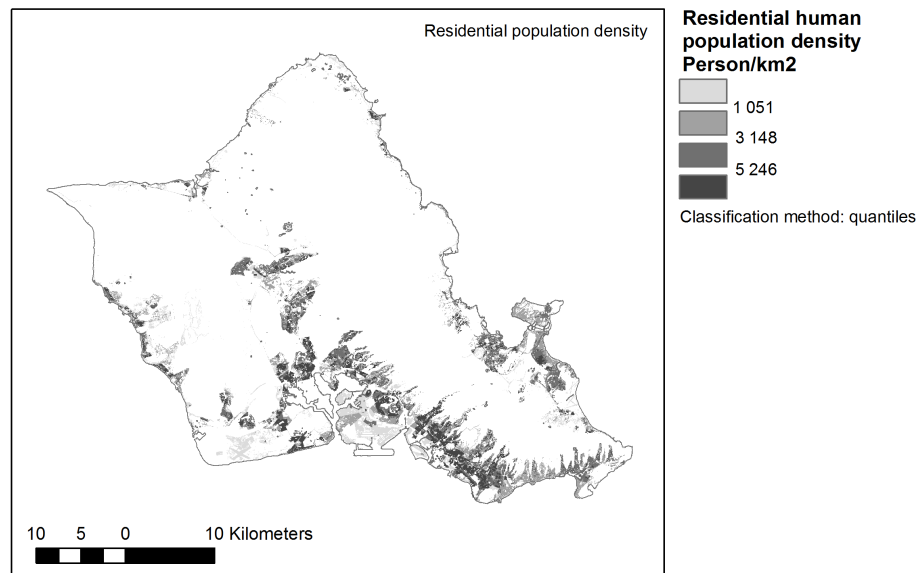 Residential population density
Residential human
population density
Person/km2
1 051
3 148
5 246
Classification method: quantiles
10 5 0 10 Kilometers